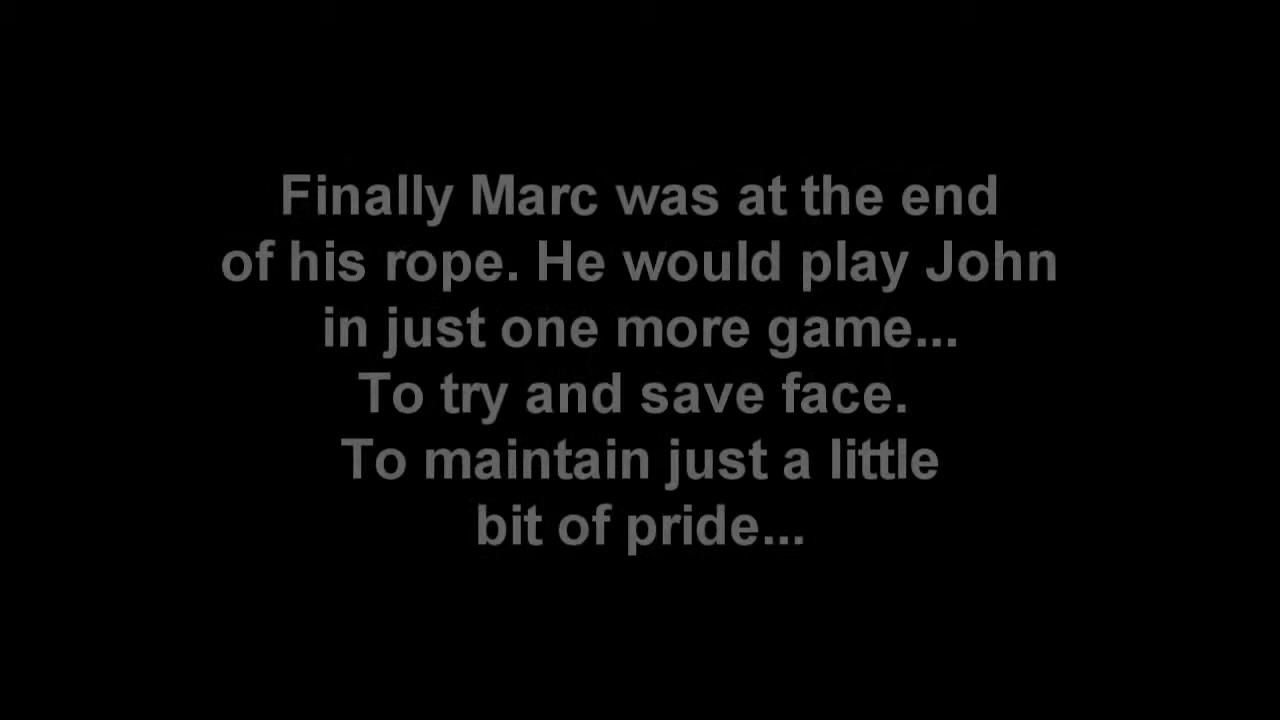 Finally Marc was at the end
of his rope. He would play John
in just one more game...
To try and save face.
To maintain just a little
bit of pride...